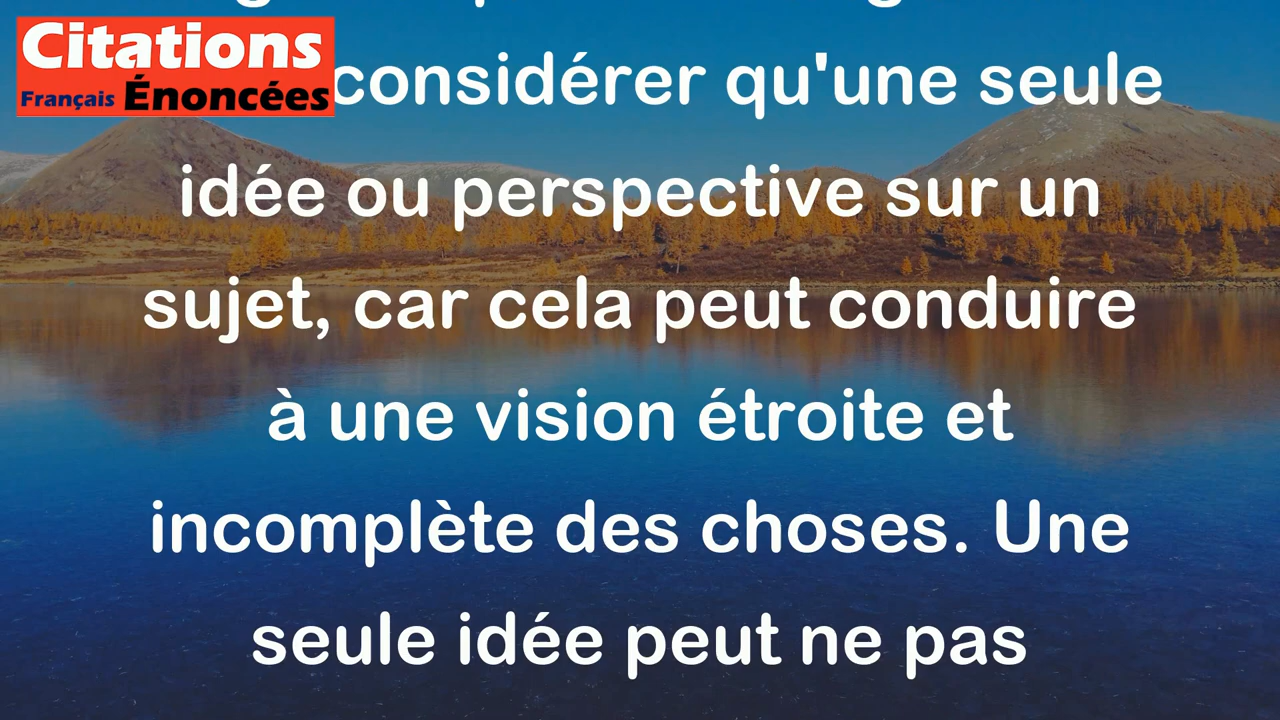 Citations
Français Énoncées
considérer qu'une seule
idée ou perspective sur un
sujet, car cela peut conduire
à une vision étroite et
incomplète des choses. Une
seule idée peut ne pas